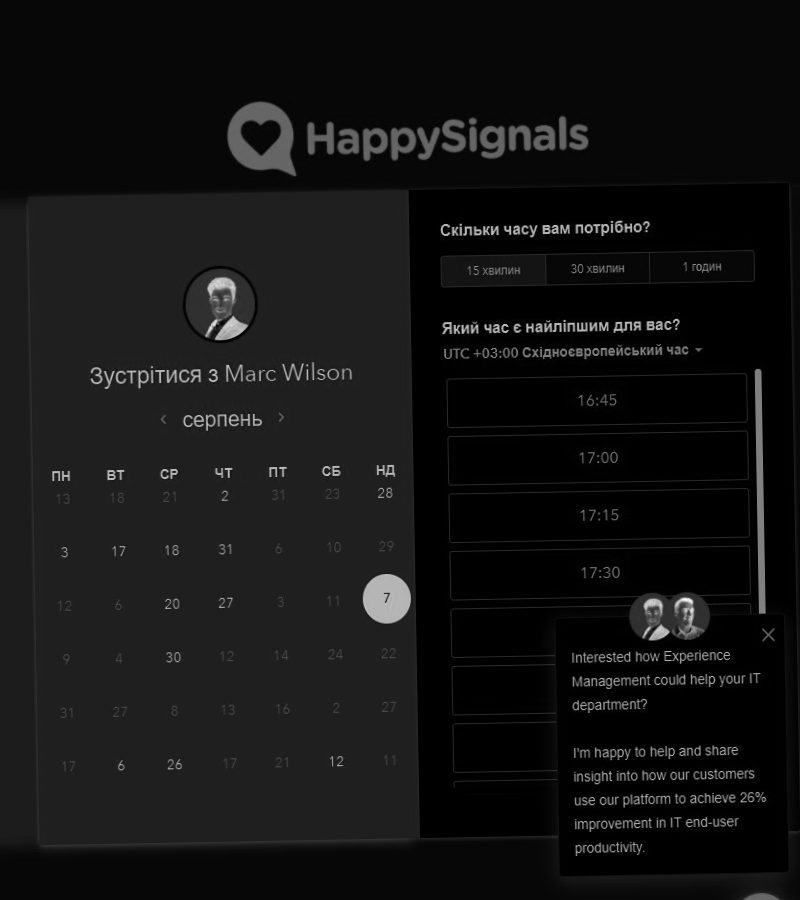 HappySignals
Зустрітися з Marc Wilson
серпень
ПН ВТ СР ЧТ ПТ СБ НД
13 18 21 2 31 23 28
3 17 18 31 6 10 29
12 6 20 27 3 11 7
9 4 30 12 14 24 22
31 27 8 13 16 2 27
17 6 26 17 21 12 11
Скільки часу вам потрібно?
15 хвилин 30 хвилин 1 годин
Який час є найліпшим для вас?
UTC +03:00 Східноєвропейський час
16:45
17:00
17:15
17:30
Interested how Experience
Management could help your IT
department?
I'm happy to help and share
insight into how our customers
use our platform to achieve 26%
improvement in IT end-user
productivity.